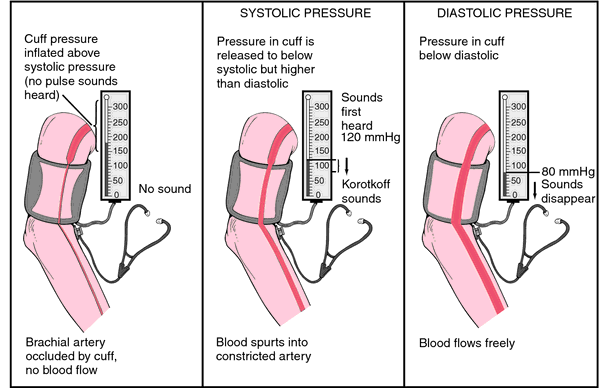 Cuff pressure
inflated above
systolic pressure
(no pulse sounds
heard)
300
250
200
150
100
50
0
No sound
Brachial artery
occluded by cuff,
no blood flow
SYSTOLIC PRESSURE
Pressure in cuff is
released to below
systolic but higher
than diastolic
300
250
200
150
100
50
0
Sounds
first
heard
120 mmHg
Korotkoff
sounds
Blood spurts into
constricted artery
DIASTOLIC PRESSURE
Pressure in cuff
below diastolic
300
250
200
150
100
50
0
80 mmHg
Sounds
disappear
Blood flows freely